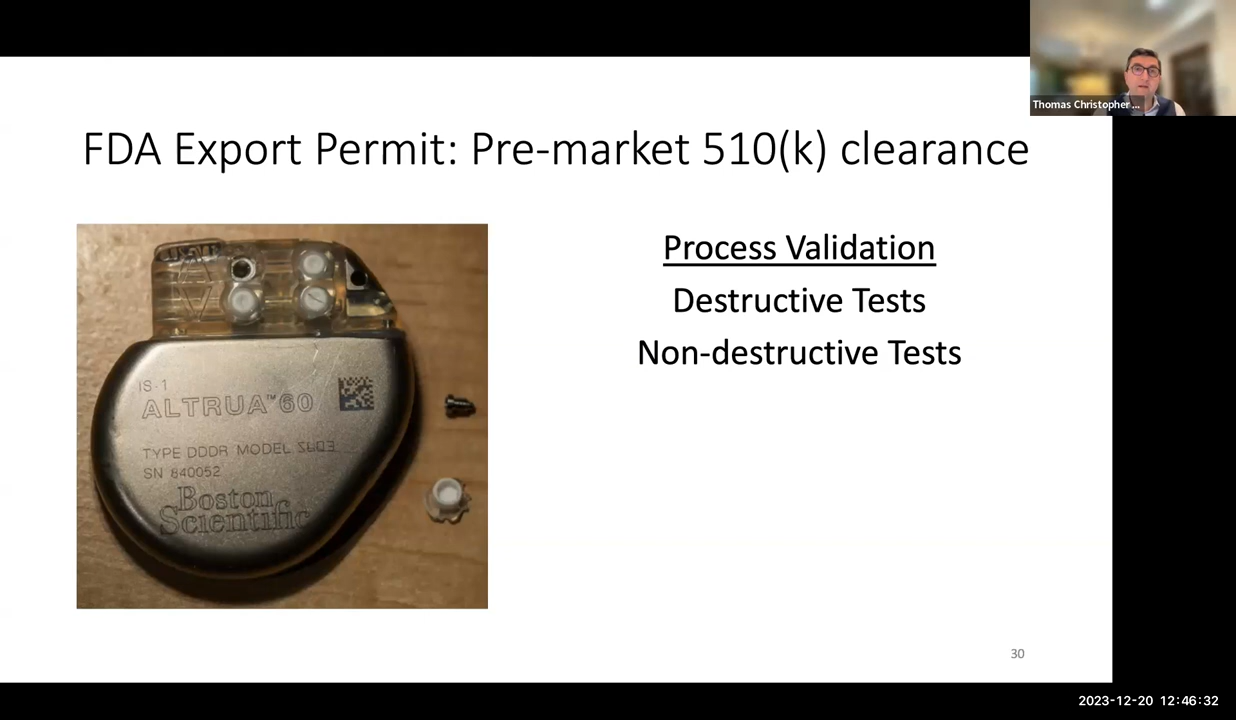 Thomas Christopher ...
FDA Export Permit: Pre-market 510(k) clearance
Process Validation
Destructive Tests
Non-destructive Tests
IS-1
ALTRUA™60
TYPE DDDR MODEL
SN 840052
Boston
Scientific
30
2023-12-20 12:46:32